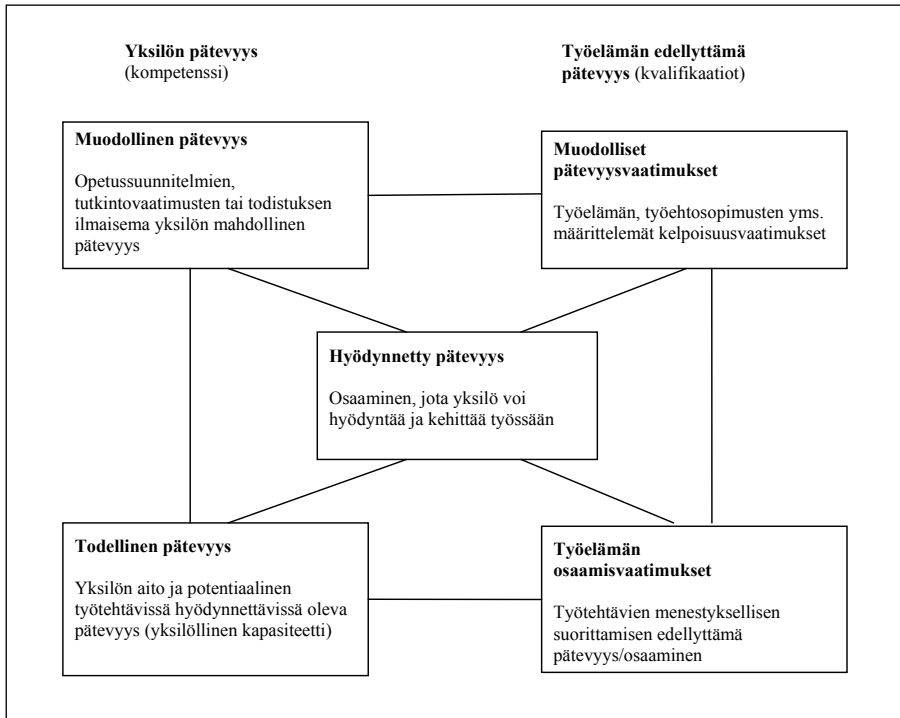 Yksilön pätevyys
(kompetenssi)
Työelämän edellyttämä
pätevyys (kvalifikaatiot)
Muodollinen pätevyys
Opetussuunnitelmien,
tutkintovaatimusten tai todistuksen
ilmaisema yksilön mahdollinen
pätevyys
Muodolliset
pätevyysvaatimukset
Työelämän, työehtosopimusten yms.
määrittelemät kelpoisuusvaatimukset
Hyödynnetty pätevyys
Osaaminen, jota yksilö voi
hyödyntää ja kehittää työssään
Todellinen pätevyys
Yksilön aito ja potentiaalinen
työtehtävissä hyödynnettävissä oleva
pätevyys (yksilöllinen kapasiteetti)
Työelämän
osaamisvaatimukset
Työtehtävien menestyksellisen
suorittamisen edellyttämä
pätevyys/osaaminen